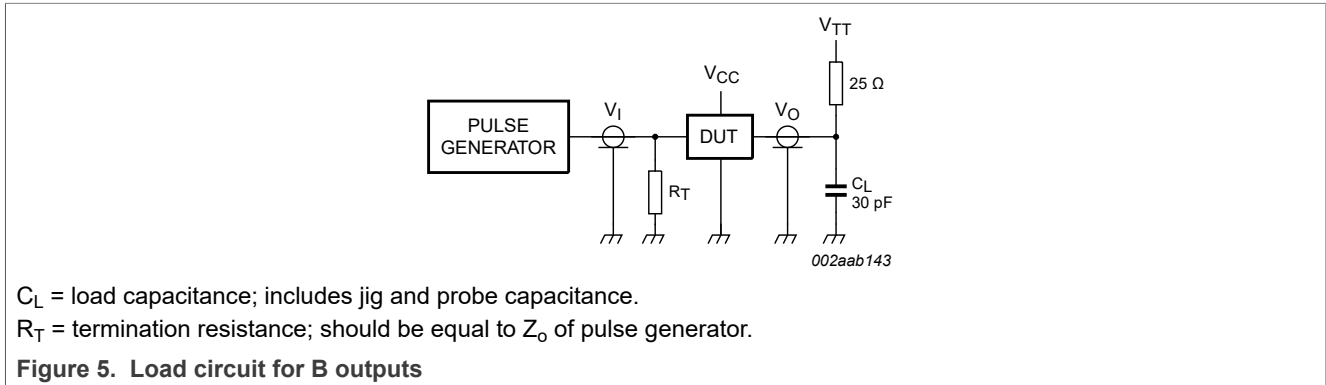 V_TT
25 Ω
V_CC
V_I
V_O
PULSE
GENERATOR
DUT
R_T
C_L
30 pF
002aab143
C_L = load capacitance; includes jig and probe capacitance.
R_T = termination resistance; should be equal to Z_o of pulse generator.
Figure 5. Load circuit for B outputs